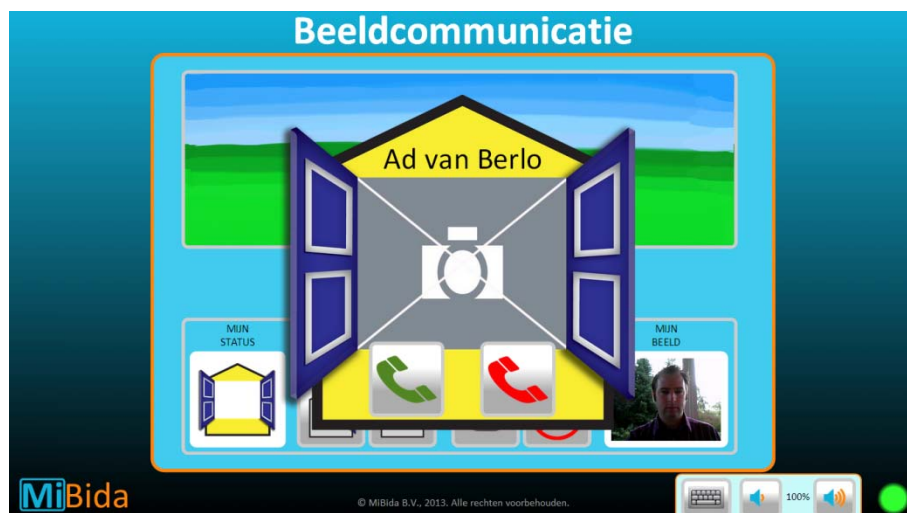 Beeldcommunicatie
Ad van Berlo
MIJN
STATUS
MIJN
BEELD
MiBida
© MiBida B.V., 2013. Alle rechten voorbehouden.
100%